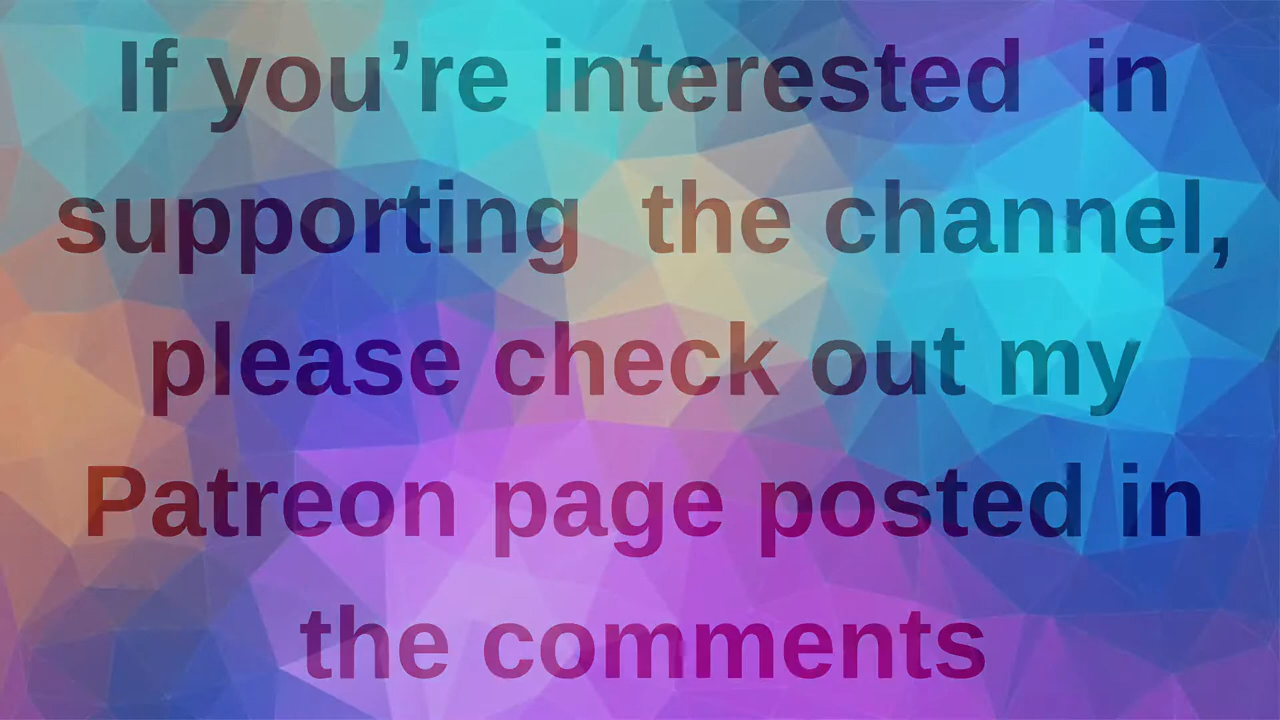 If you’re interested in
supporting the channel,
please check out my
Patreon page posted in
the comments